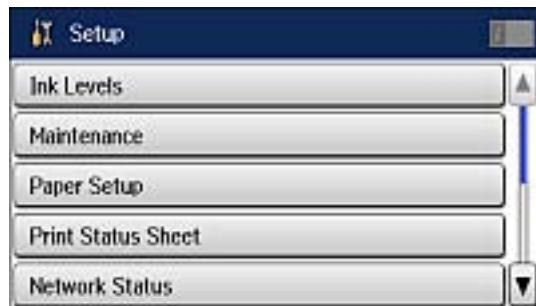 Setup
Ink Levels
Maintenance
Paper Setup
Print Status Sheet
Network Status